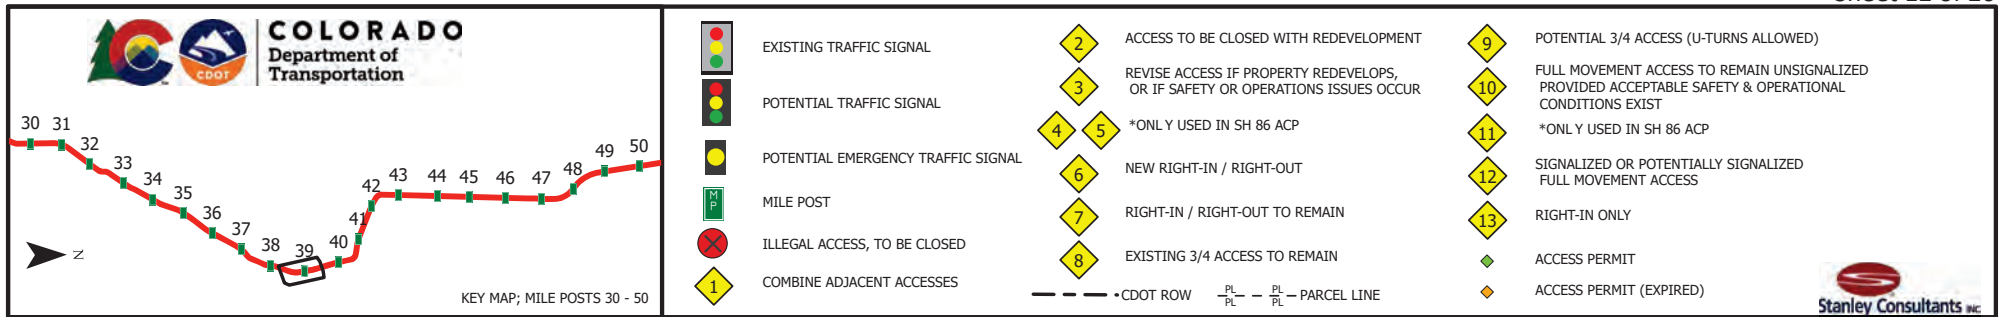 COLORADO
Department of
Transportation
CDOT
30 31 32 33 34 35 36 37 38 39 40 41 42 43 44 45 46 47 48 49 50
N
KEY MAP; MILE POSTS 30 - 50
EXISTING TRAFFIC SIGNAL
POTENTIAL TRAFFIC SIGNAL
POTENTIAL EMERGENCY TRAFFIC SIGNAL
MP MILE POST
ILLEGAL ACCESS, TO BE CLOSED
1 COMBINE ADJACENT ACCESSES
2 ACCESS TO BE CLOSED WITH REDEVELOPMENT
3 REVISE ACCESS IF PROPERTY REDEVELOPS,
OR IF SAFETY OR OPERATIONS ISSUES OCCUR
4 5 *ONLY USED IN SH 86 ACP
6 NEW RIGHT-IN / RIGHT-OUT
7 RIGHT-IN / RIGHT-OUT TO REMAIN
8 EXISTING 3/4 ACCESS TO REMAIN
CDOT ROW PL PL PL PL PARCEL LINE
9 POTENTIAL 3/4 ACCESS (U-TURNS ALLOWED)
10 FULL MOVEMENT ACCESS TO REMAIN UNSIGNALIZED
PROVIDED ACCEPTABLE SAFETY & OPERATIONAL
CONDITIONS EXIST
11 *ONLY USED IN SH 86 ACP
12 SIGNALIZED OR POTENTIALLY SIGNALIZED
FULL MOVEMENT ACCESS
13 RIGHT-IN ONLY
ACCESS PERMIT
ACCESS PERMIT (EXPIRED)
Stanley Consultants INC